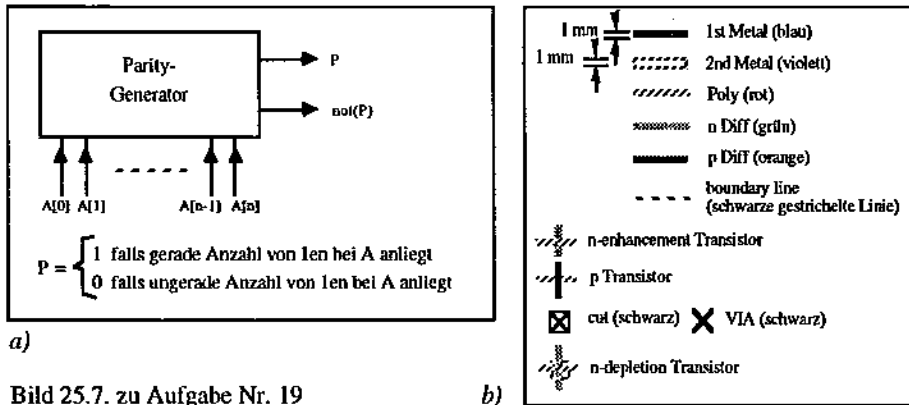 Parity-
Generator
P
not(P)
A[0] A[1] A[n-1] A[n]
P = 1 falls gerade Anzahl von 1en bei A anliegt
0 falls ungerade Anzahl von 1en bei A anliegt
a)
Bild 25.7. zu Aufgabe Nr. 19
1 mm
1 mm
1st Metal (blau)
2nd Metal (violett)
Poly (rot)
n Diff (grün)
p Diff (orange)
boundary line
(schwarze gestrichelte Linie)
n-enhancement Transistor
p Transistor
cut (schwarz) VIA (schwarz)
n-depletion Transistor
b)